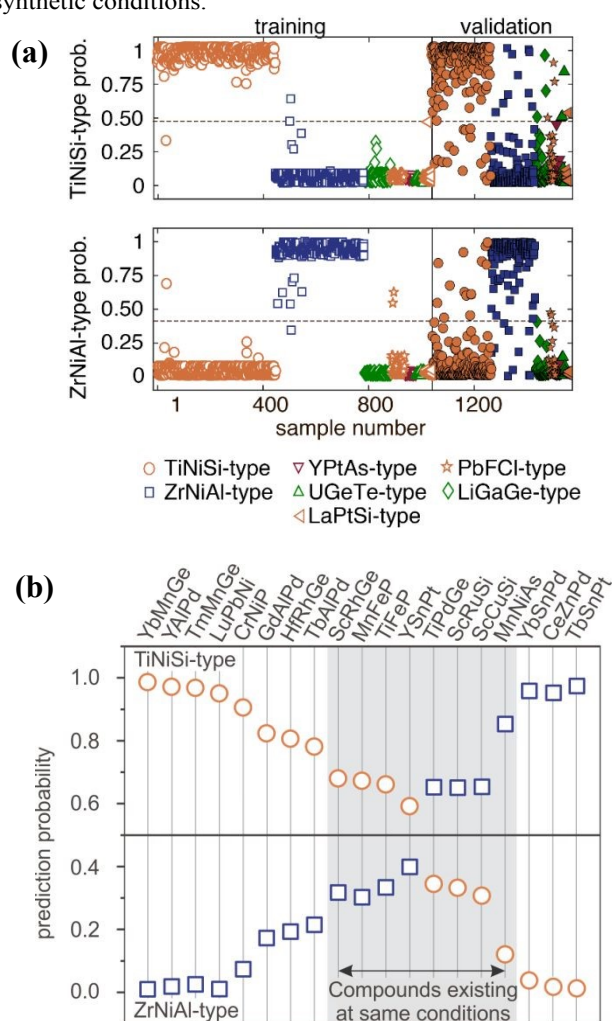 synthetic conditions.
(a)
training validation
TiNiSi-type prob.
1
0.75
0.50
0.25
0
ZrNiAl-type prob.
1
0.75
0.50
0.25
0
1 400 800 1200
sample number
TiNiSi-type YPtAs-type PbFCl-type
ZrNiAl-type UGeTe-type LiGaGe-type
LaPtSi-type
(b)
YbMnGe YAlPd TmMnGe LuPbNi CrNiP GdAlPd HfRhGe TbAlPd ScRhGe MnFeP TiFeP YSnPt TiPdGe ScRuSi ScCuSi MnNiAs YbSnPd CeZnPd TbSnPt
TiNiSi-type
prediction probability
1.0
0.8
0.6
0.4
0.2
0.0
Compounds existing
at same conditions
ZrNiAl-type